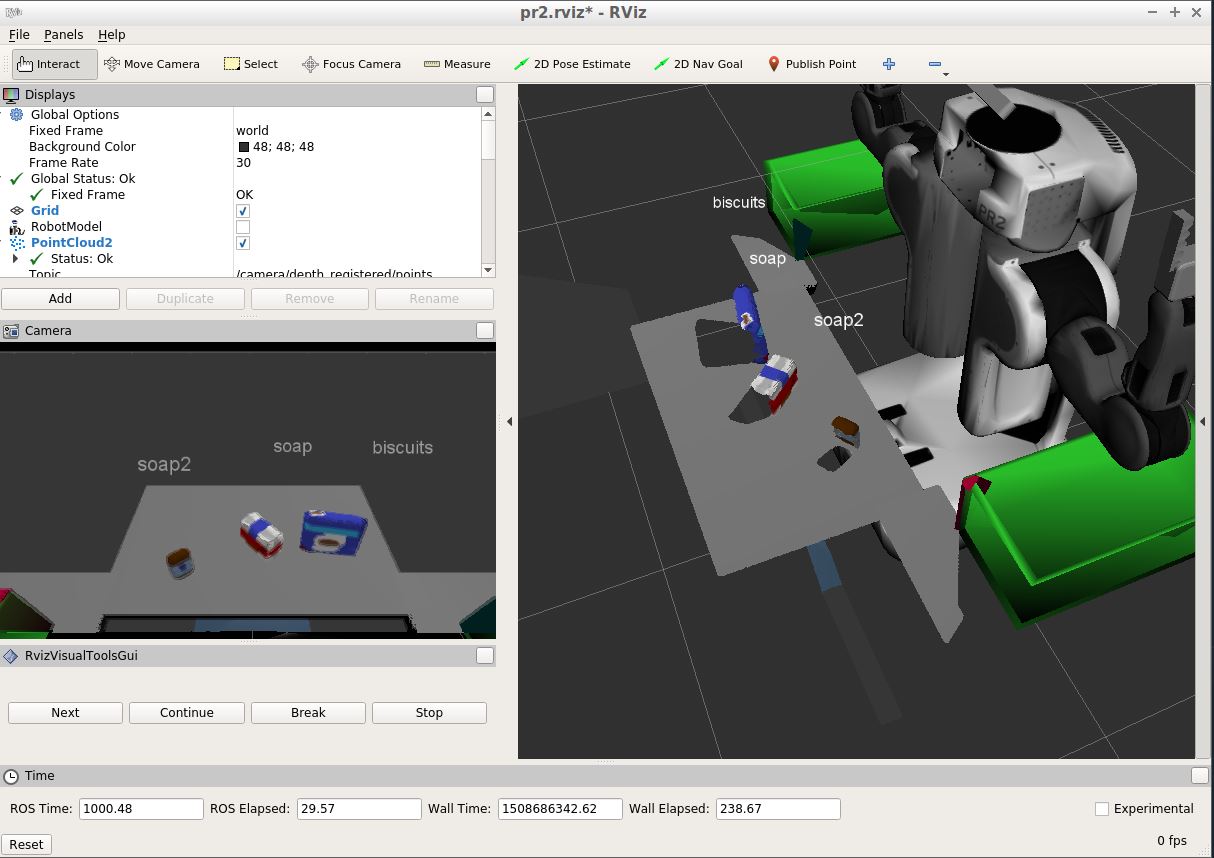 RViz
pr2.rviz* - RViz
File Panels Help
Interact Move Camera Select Focus Camera Measure 2D Pose Estimate 2D Nav Goal Publish Point
Displays
Global Options
Fixed Frame world
Background Color 48; 48; 48
Frame Rate 30
Global Status: Ok
Fixed Frame OK
Grid
RobotModel
PointCloud2
Status: Ok
Topic /camera/depth_registered/points
Add Duplicate Remove Rename
Camera
soap2 soap biscuits
biscuits
soap
soap2
PR2
RvizVisualToolsGui
Next Continue Break Stop
Time
ROS Time: 1000.48 ROS Elapsed: 29.57 Wall Time: 1508686342.62 Wall Elapsed: 238.67 Experimental
Reset 0 fps